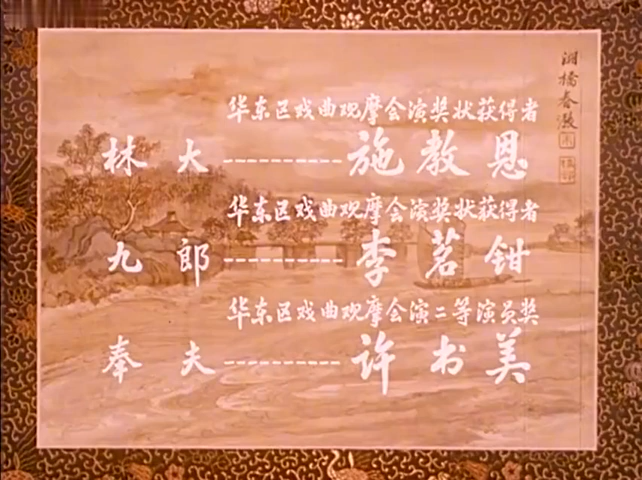 华东区戏曲观摩会演奖状获得者
林大----------施教恩
华东区戏曲观摩会演奖状获得者
九郎----------李茗钳
华东区戏曲观摩会演二等演员奖
奉夫----------许书美
橋春